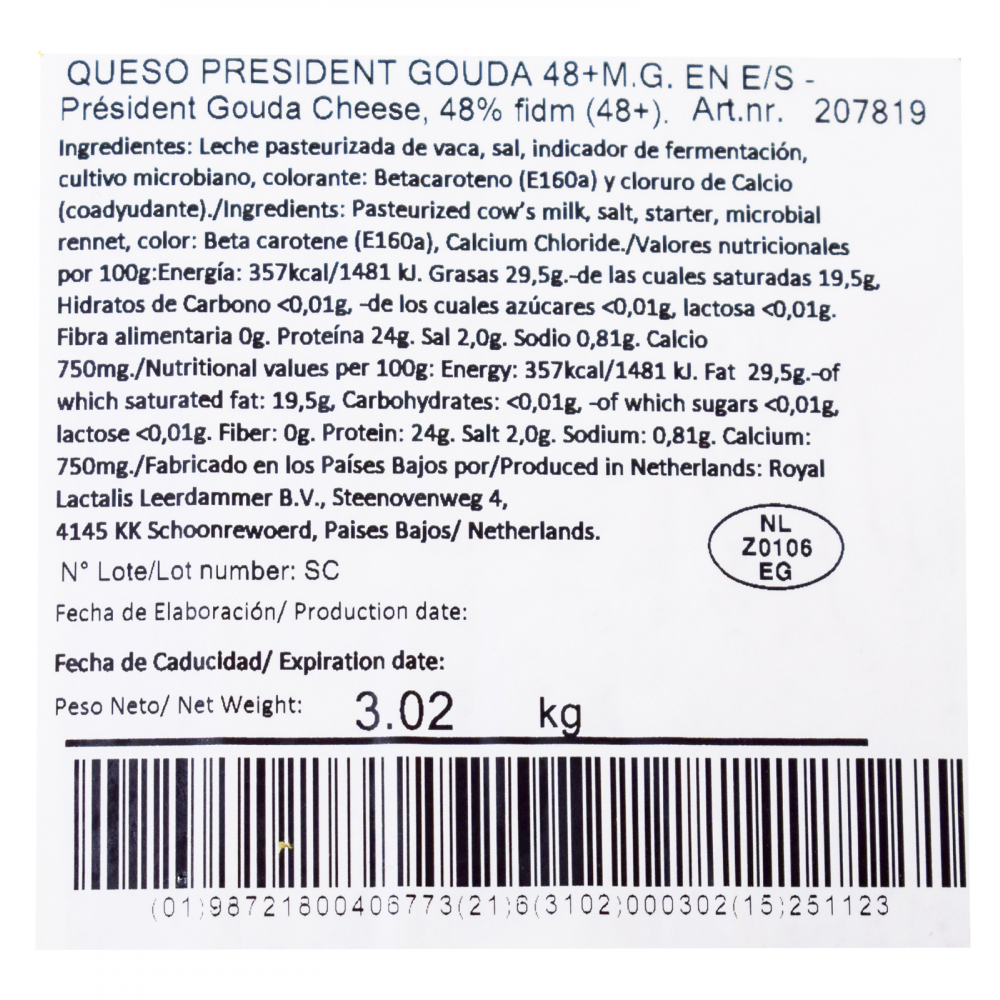 QUESO PRESIDENT GOUDA 48+M.G. EN E/S -
Président Gouda Cheese, 48% fidm (48+). Art.nr. 207819
Ingredientes: Leche pasteurizada de vaca, sal, indicador de fermentación,
cultivo microbiano, colorante: Betacaroteno (E160a) y cloruro de Calcio
(coadyudante)./Ingredients: Pasteurized cow's milk, salt, starter, microbial
rennet, color: Beta carotene (E160a), Calcium Chloride./Valores nutricionales
por 100g:Energía: 357kcal/1481 kJ. Grasas 29,5g.-de las cuales saturadas 19,5g,
Hidratos de Carbono <0,01g, -de los cuales azúcares <0,01g, lactosa <0,01g.
Fibra alimentaria 0g. Proteína 24g. Sal 2,0g. Sodio 0,81g. Calcio
750mg./Nutritional values per 100g: Energy: 357kcal/1481 kJ. Fat 29,5g.-of
which saturated fat: 19,5g, Carbohydrates: <0,01g, -of which sugars <0,01g,
lactose <0,01g. Fiber: 0g. Protein: 24g. Salt 2,0g. Sodium: 0,81g. Calcium:
750mg./Fabricado en los Países Bajos por/Produced in Netherlands: Royal
Lactalis Leerdammer B.V., Steenovenweg 4,
4145 KK Schoonrewoerd, Paises Bajos/ Netherlands.
NL
Z0106
EG
N° Lote/Lot number: SC
Fecha de Elaboración/ Production date:
Fecha de Caducidad/ Expiration date:
Peso Neto/ Net Weight: 3.02 kg
(01)98721800406773(21)6(3102)000302(15)251123